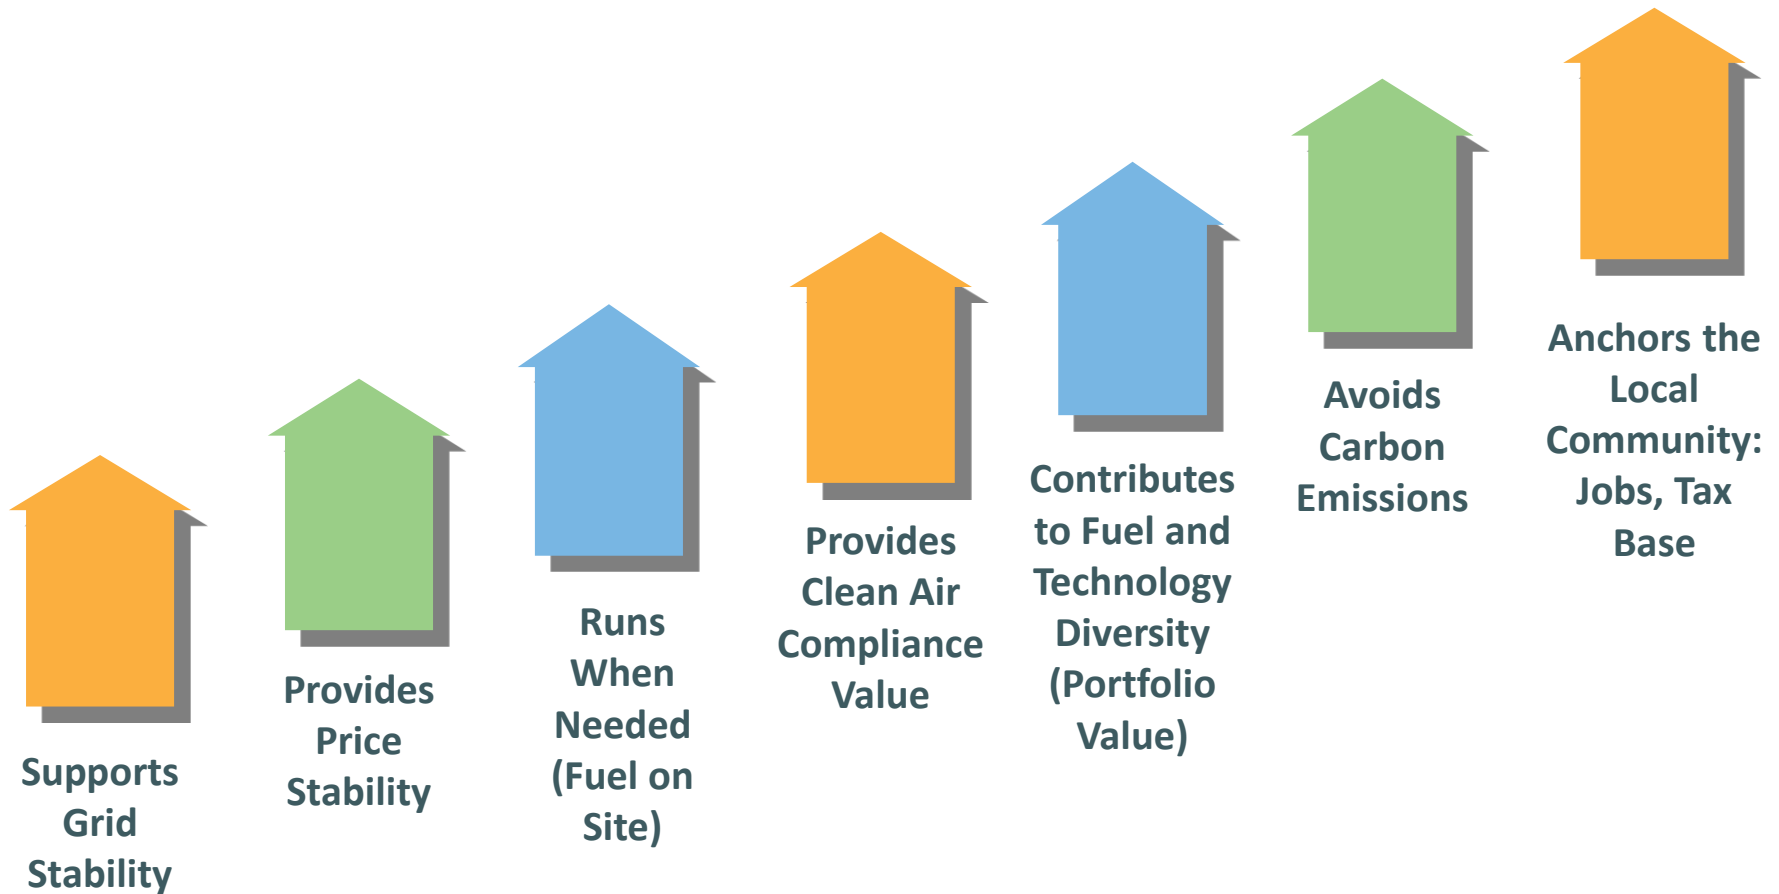 Supports
Grid
Stability
Provides
Price
Stability
Runs
When
Needed
(Fuel on
Site)
Provides
Clean Air
Compliance
Value
Contributes
to Fuel and
Technology
Diversity
(Portfolio
Value)
Avoids
Carbon
Emissions
Anchors the
Local
Community:
Jobs, Tax
Base